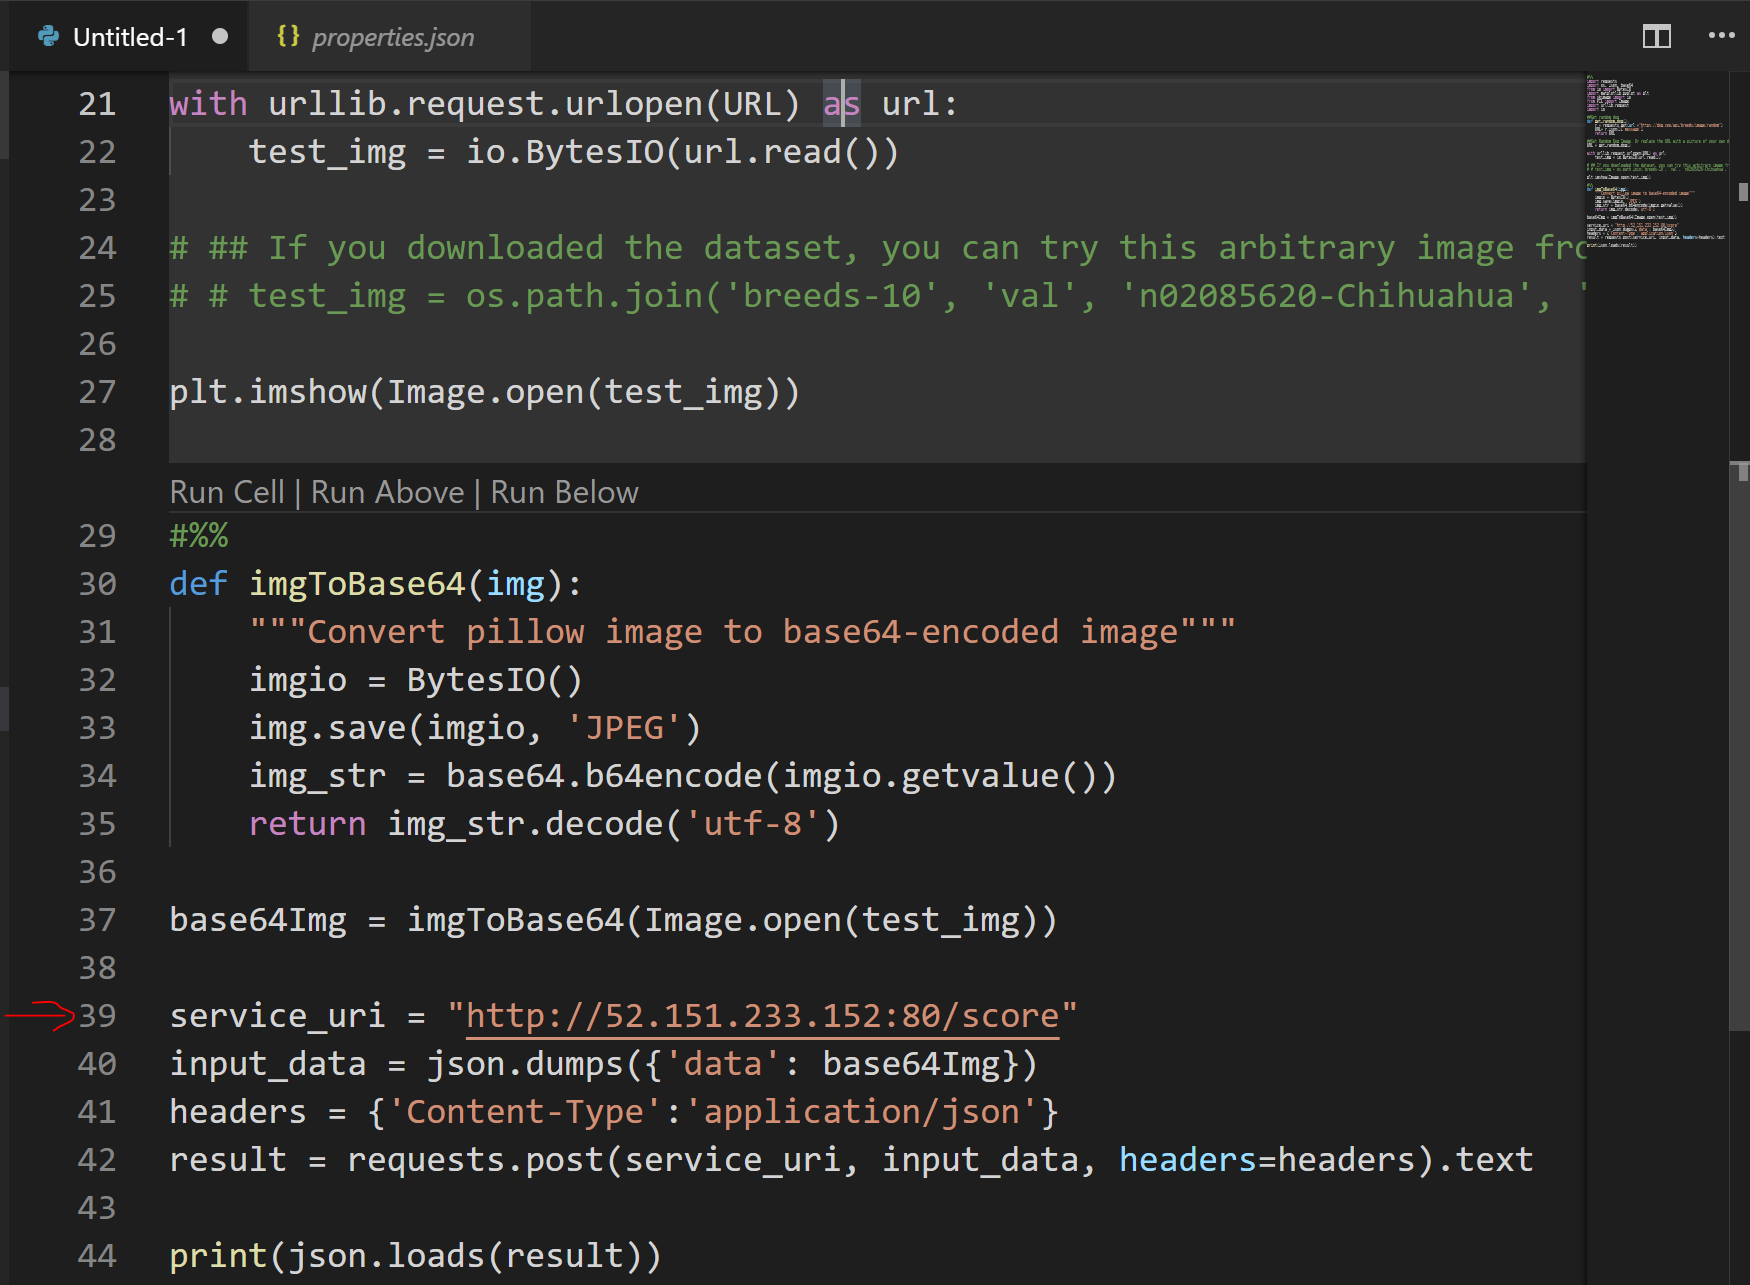 Untitled-1
{} properties.json
21 with urllib.request.urlopen(URL) as url:
22     test_img = io.BytesIO(url.read())
23
24 # ## If you downloaded the dataset, you can try this arbitrary image fro
25 # # test_img = os.path.join('breeds-10', 'val', 'n02085620-Chihuahua', '
26
27 plt.imshow(Image.open(test_img))
28
Run Cell | Run Above | Run Below
29 #%%
30 def imgToBase64(img):
31     """Convert pillow image to base64-encoded image"""
32     imgio = BytesIO()
33     img.save(imgio, 'JPEG')
34     img_str = base64.b64encode(imgio.getvalue())
35     return img_str.decode('utf-8')
36
37 base64Img = imgToBase64(Image.open(test_img))
38
39 service_uri = "http://52.151.233.152:80/score"
40 input_data = json.dumps({'data': base64Img})
41 headers = {'Content-Type':'application/json'}
42 result = requests.post(service_uri, input_data, headers=headers).text
43
44 print(json.loads(result))